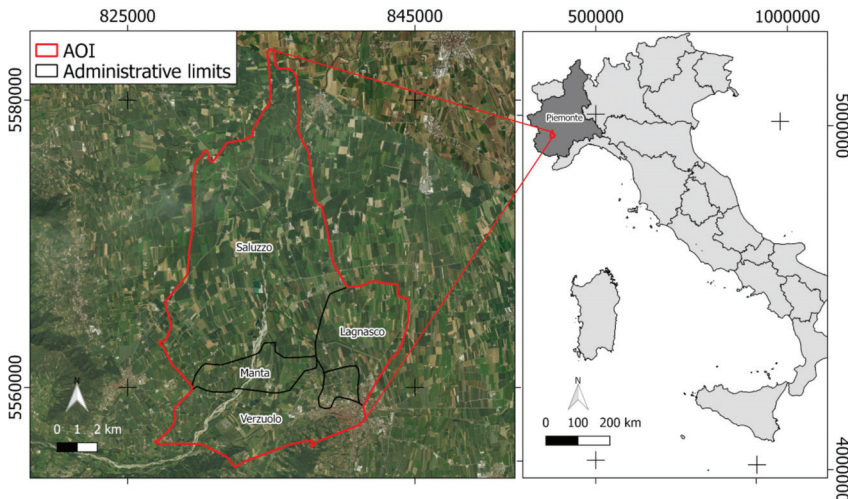 825000
845000
500000
1000000
AOI
Administrative limits
5580000
5560000
Saluzzo
Lagnasco
Manta
Verzuolo
N
0 1 2 km
Piemonte
5000000
4000000
N
0 100 200 km